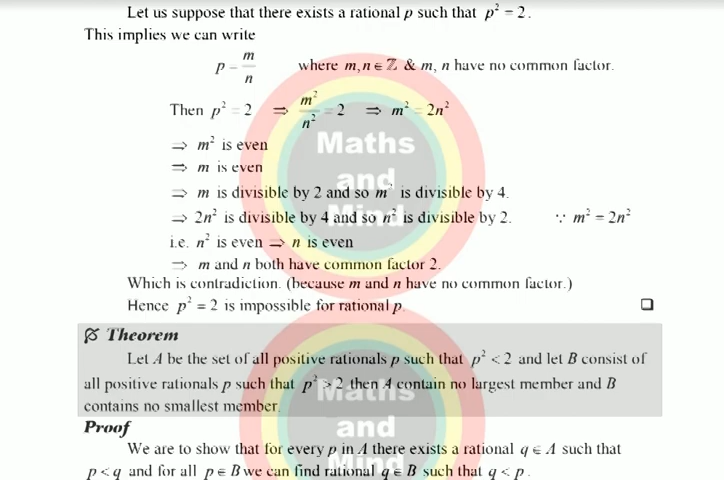 Let us suppose that there exists a rational p such that p² = 2.
This implies we can write
p = m/n where m, n ∈ ℤ & m, n have no common factor.
Then p² = 2 ⇒ m²/n² = 2 ⇒ m² = 2n²
⇒ m² is even
⇒ m is even
⇒ m is divisible by 2 and so m² is divisible by 4.
⇒ 2n² is divisible by 4 and so n² is divisible by 2. ∵ m² = 2n²
i.e. n² is even ⇒ n is even
⇒ m and n both have common factor 2.
Which is contradiction. (because m and n have no common factor.)
Hence p² = 2 is impossible for rational p.
Theorem
Let A be the set of all positive rationals p such that p² < 2 and let B consist of
all positive rationals p such that p² > 2 then A contain no largest member and B
contains no smallest member.
Proof
We are to show that for every p in A there exists a rational q ∈ A such that
p < q and for all p ∈ B we can find rational q ∈ B such that q < p.
Maths
and
Mind
Maths
and
Mind